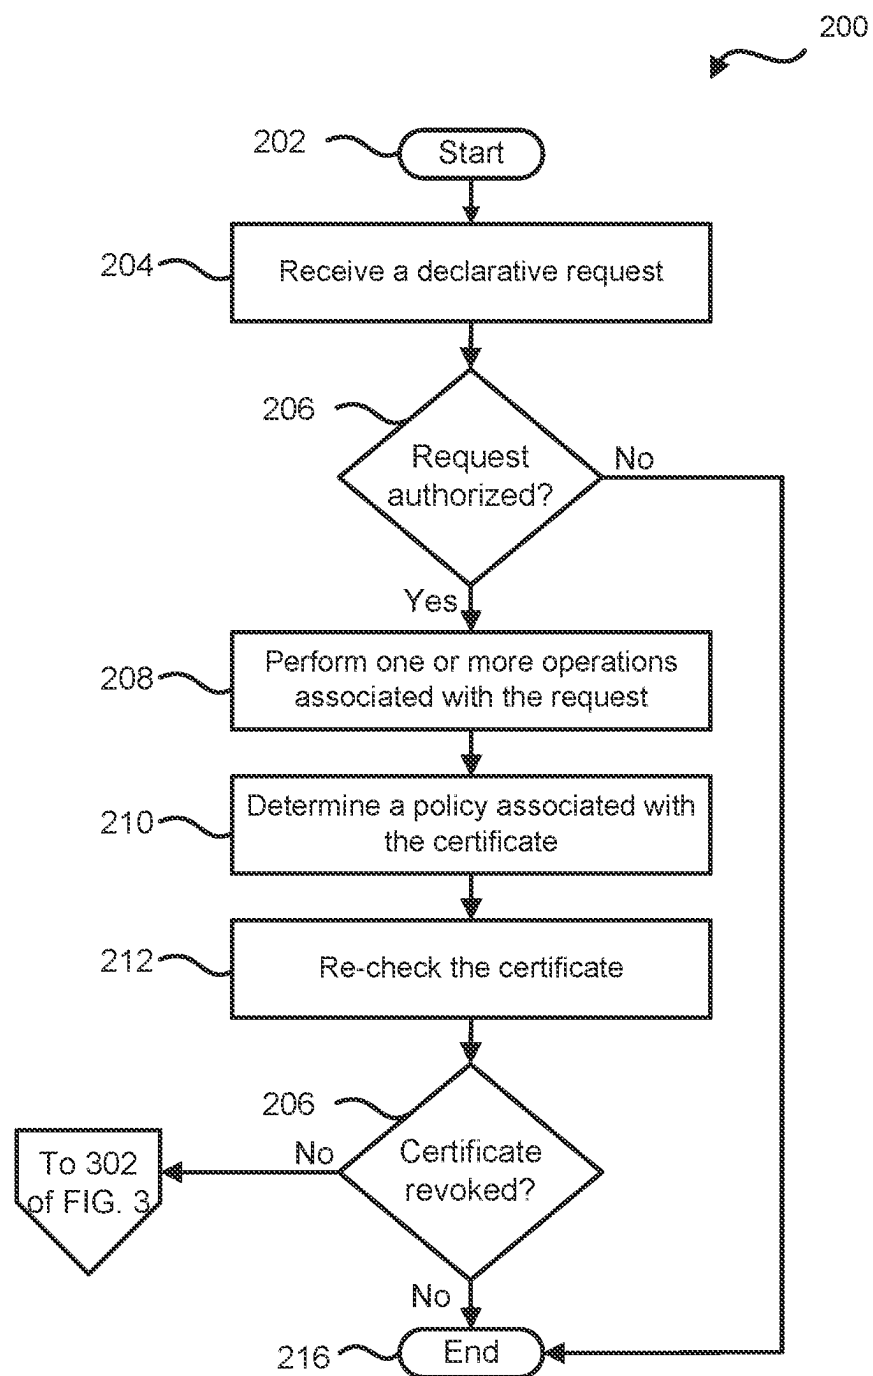 200
202
Start
204
Receive a declarative request
206
Request
authorized?
No
Yes
208
Perform one or more operations
associated with the request
210
Determine a policy associated with
the certificate
212
Re-check the certificate
206
Certificate
revoked?
No
To 302
of FIG. 3
No
216
End